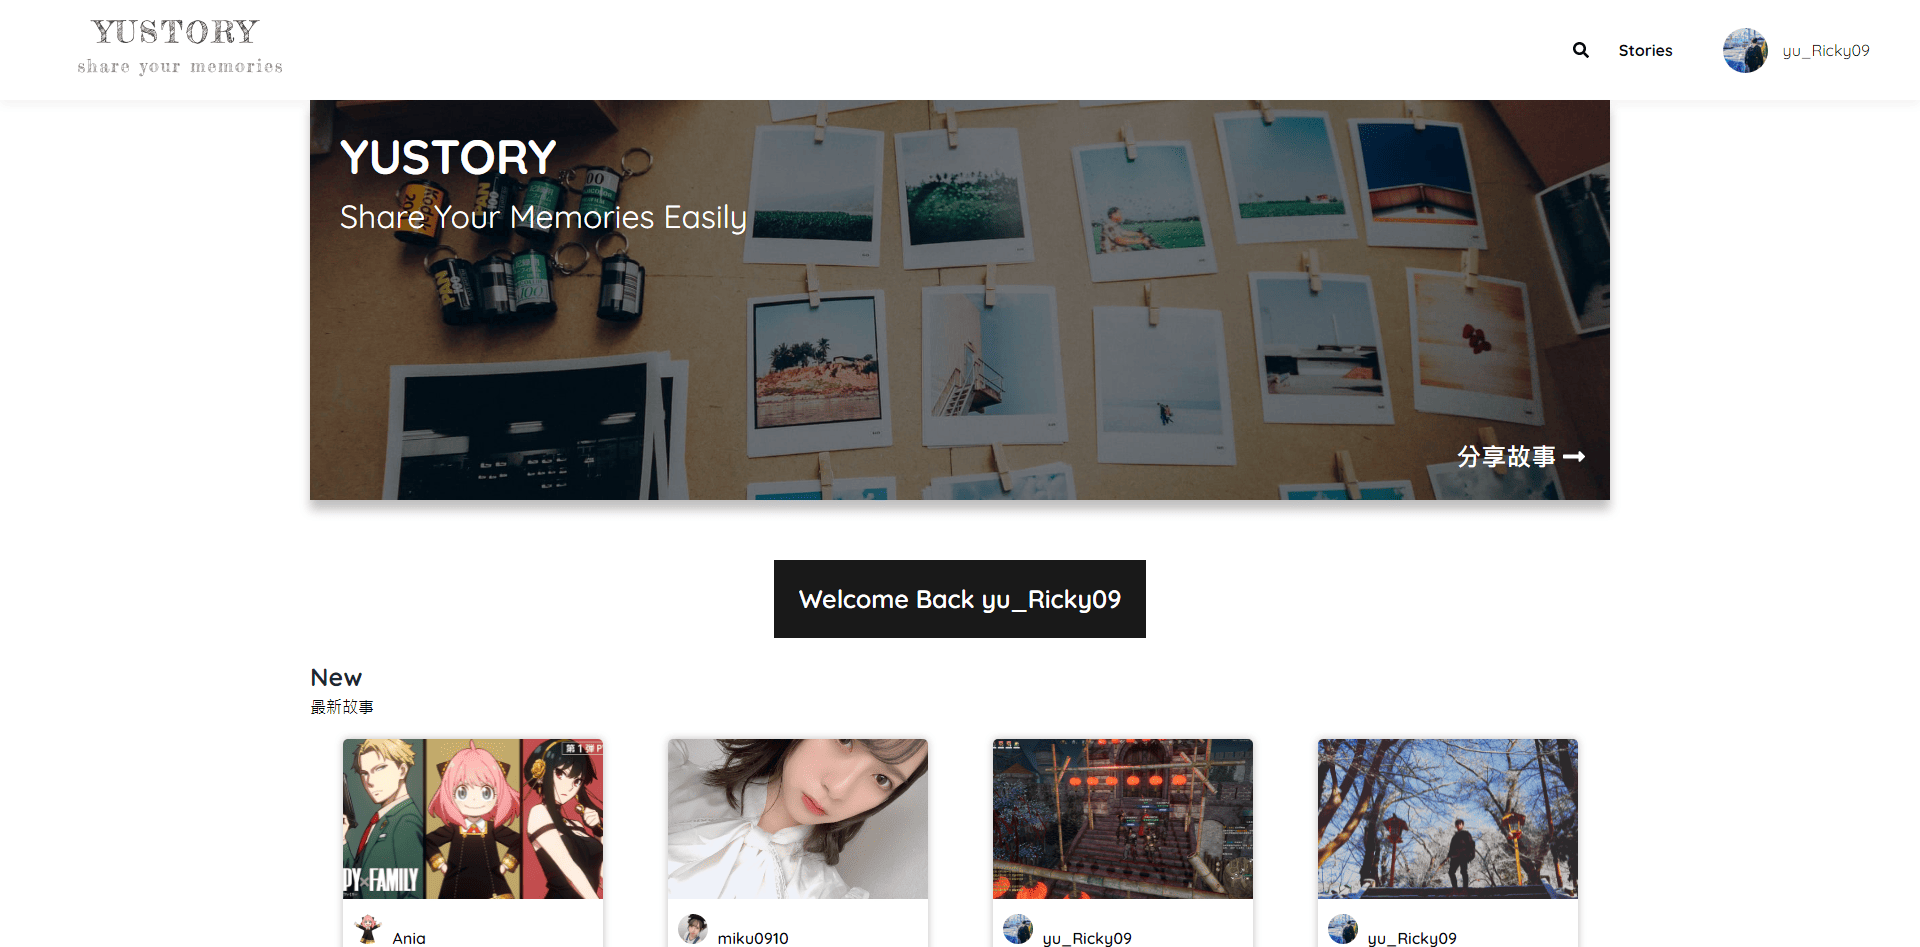 YUSTORY
share your memories
Stories
yu_Ricky09
YUSTORY
Share Your Memories Easily
分享故事
Welcome Back yu_Ricky09
New
最新故事
第1弾P
PY×FAMILY
Ania
miku0910
yu_Ricky09
yu_Ricky09